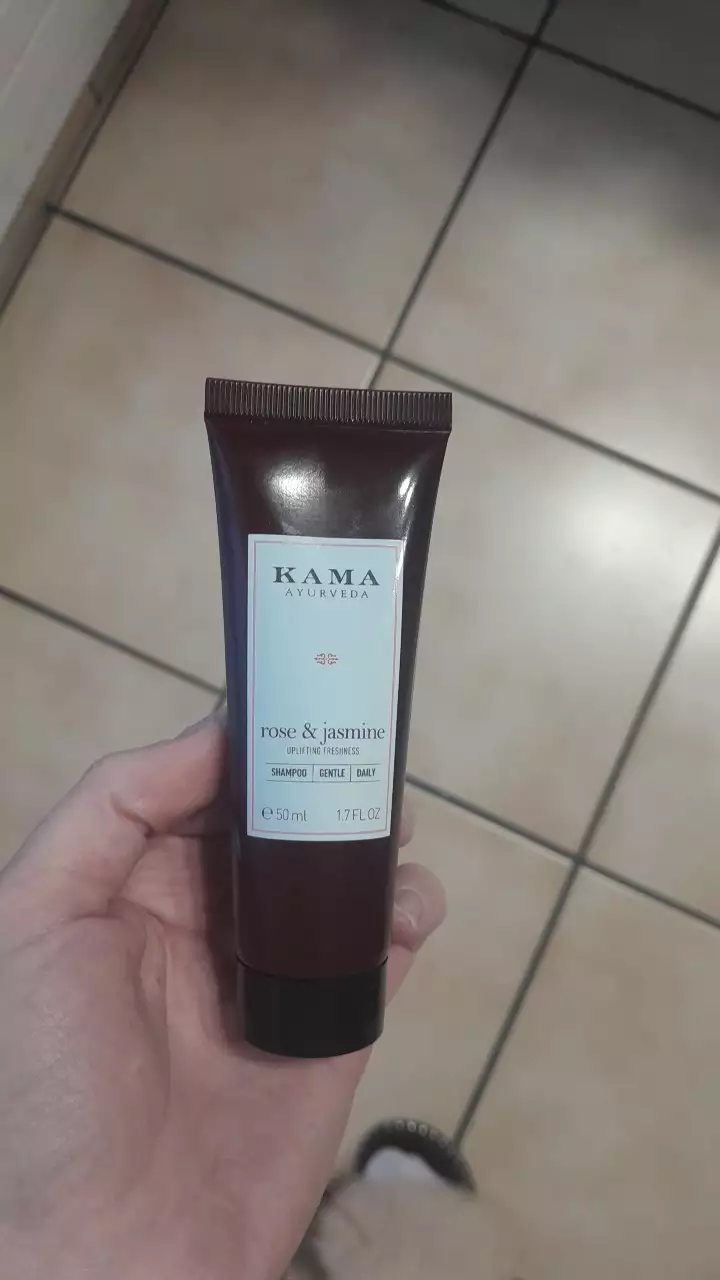 KAMA
AYURVEDA
rose & jasmine
UPLIFTING FRESHNESS
SHAMPOO GENTLE DAILY
℮ 50 ml 1.7 FL OZ